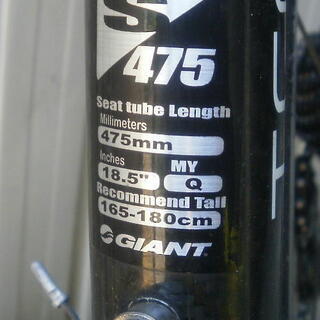 S
475
Seat tube Length
Millimeters
475mm
Inches MY
18.5" Q
Recommend Tall
165-180cm
GIANT